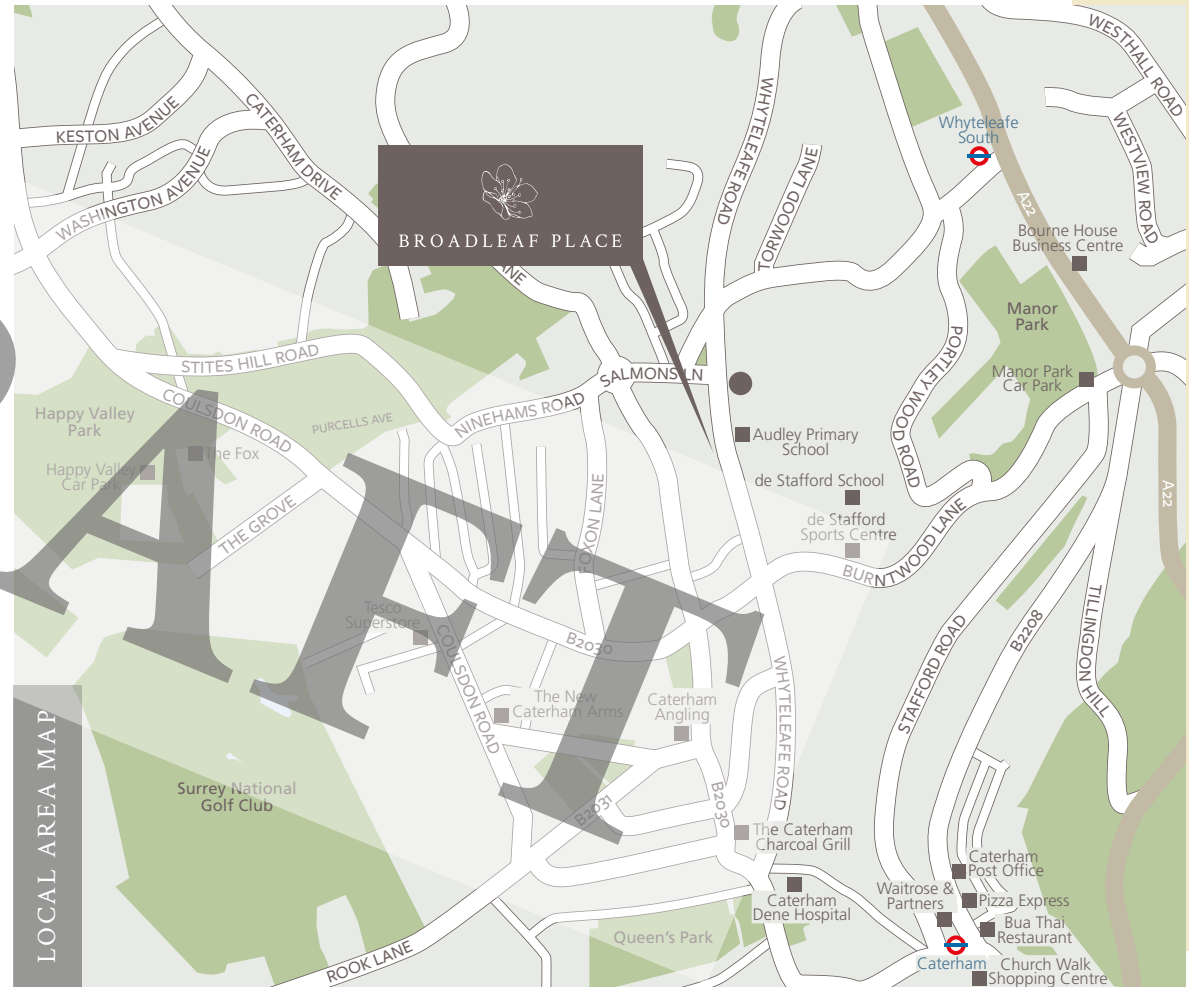 WESTHALL ROAD
KESTON AVENUE
CATERHAM DRIVE
WHYTELEAFE ROAD
Whyteleafe
South
WESTVIEW ROAD
WASHINGTON AVENUE
TORWOOD LANE
A22
BROADLEAF PLACE
Bourne House
Business Centre
ANE
Manor
Park
STITES HILL ROAD
PORTLEY WOOD ROAD
SALMONS LN
Manor Park
Car Park
COULSDON ROAD
NINEHAMS ROAD
Happy Valley
Park
PURCELLS AVE
Audley Primary
School
The Fox
Happy Valley
Car Park
de Stafford School
A22
FOXON LANE
THE GROVE
de Stafford
Sports Centre
BURNTWOOD LANE
AFT
Tesco
Superstore
COULSDON ROAD
B2030
STAFFORD ROAD
B2208
TILLINGDON HILL
WHYTELEAFE ROAD
The New
Caterham Arms
Caterham
Angling
Surrey National
Golf Club
B2031
B2030
The Caterham
Charcoal Grill
LOCAL AREA MAP
Caterham
Post Office
Caterham
Dene Hospital
Waitrose &
Partners
Pizza Express
Bua Thai
Restaurant
Queen's Park
ROOK LANE
Caterham
Church Walk
Shopping Centre